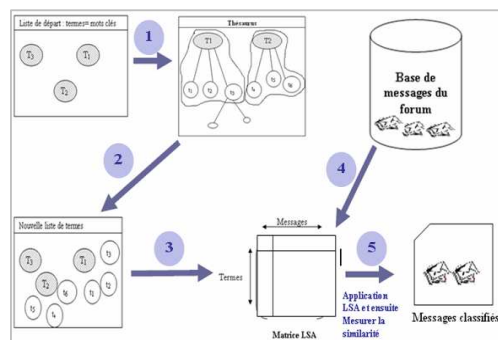 Liste de départ : termes= mots clés
T3
T1
T2
1
Thesaurus
T1
T2
t1
t2
t3
t4
t5
t6
Base de
messages du
forum
2
4
Nouvelle liste de termes
T3
T1
T2
t3
t6
t1
t2
t5
t4
3
Messages
Termes
Matrice LSA
5
Application
LSA et ensuite
Mesurer la
similarité
Messages classifiés